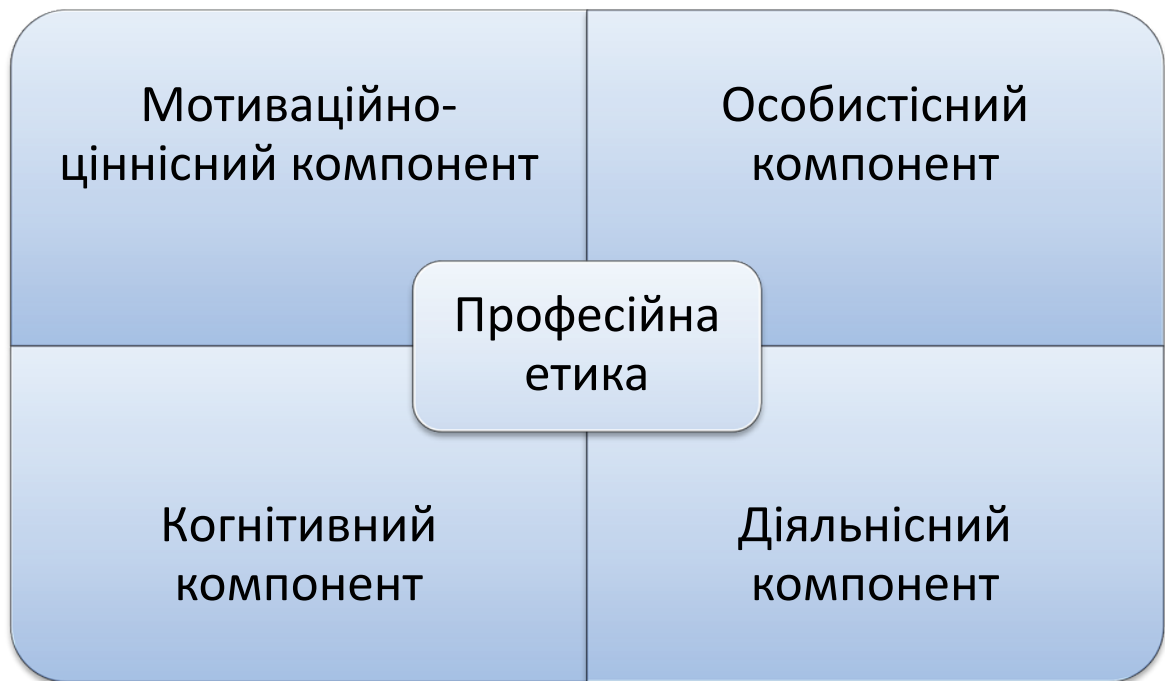 Мотиваційно-
ціннісний компонент
Особистісний
компонент
Професійна
етика
Когнітивний
компонент
Діяльнісний
компонент